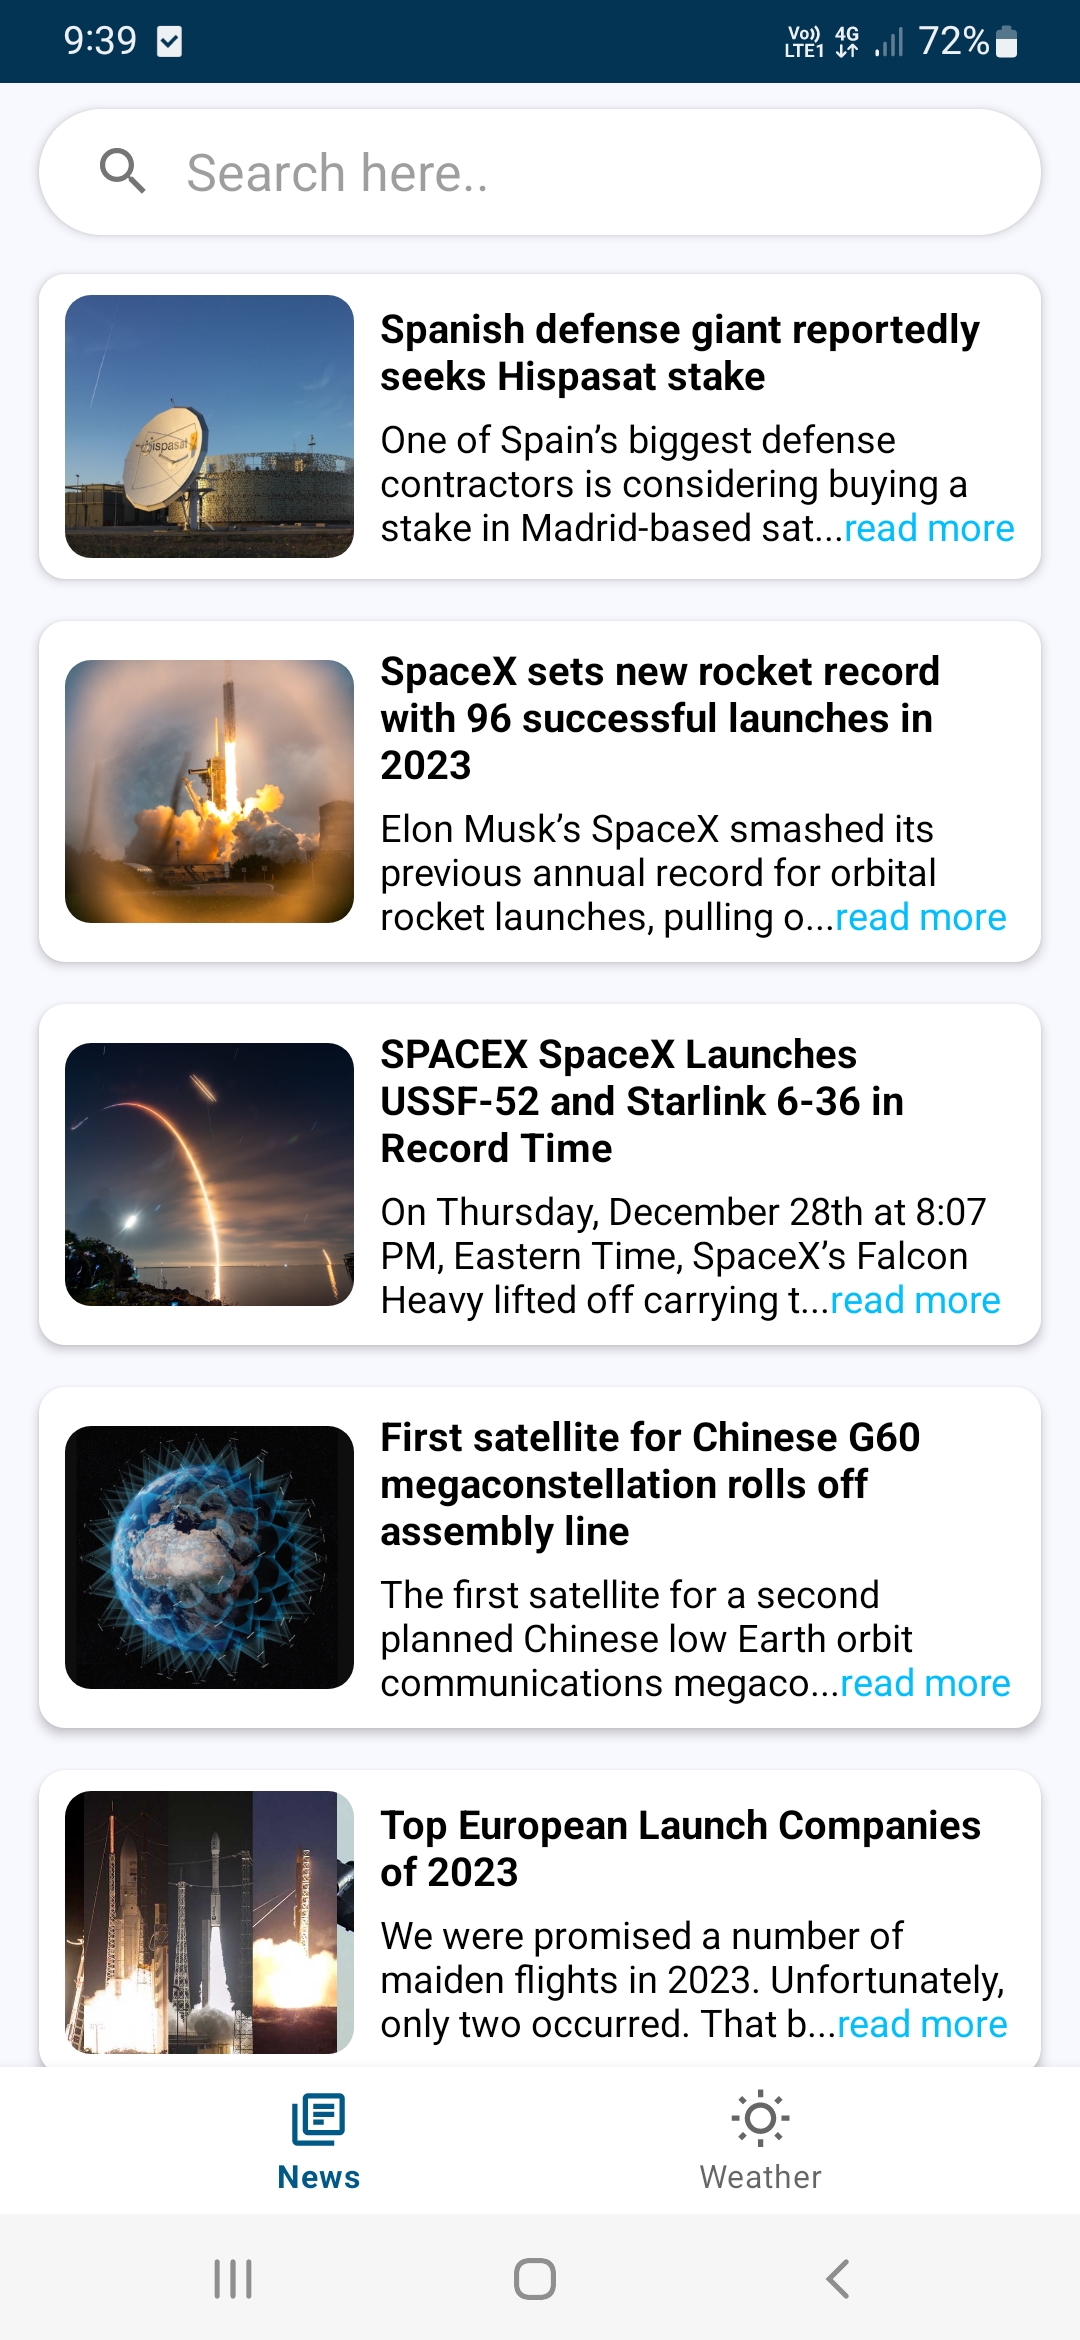 9:39
Vo)) 4G 72%
LTE1
Search here..
hispasat
Spanish defense giant reportedly
seeks Hispasat stake
One of Spain’s biggest defense
contractors is considering buying a
stake in Madrid-based sat...read more
SpaceX sets new rocket record
with 96 successful launches in
2023
Elon Musk’s SpaceX smashed its
previous annual record for orbital
rocket launches, pulling o...read more
SPACEX SpaceX Launches
USSF-52 and Starlink 6-36 in
Record Time
On Thursday, December 28th at 8:07
PM, Eastern Time, SpaceX’s Falcon
Heavy lifted off carrying t...read more
First satellite for Chinese G60
megaconstellation rolls off
assembly line
The first satellite for a second
planned Chinese low Earth orbit
communications megaco...read more
Top European Launch Companies
of 2023
We were promised a number of
maiden flights in 2023. Unfortunately,
only two occurred. That b...read more
News
Weather